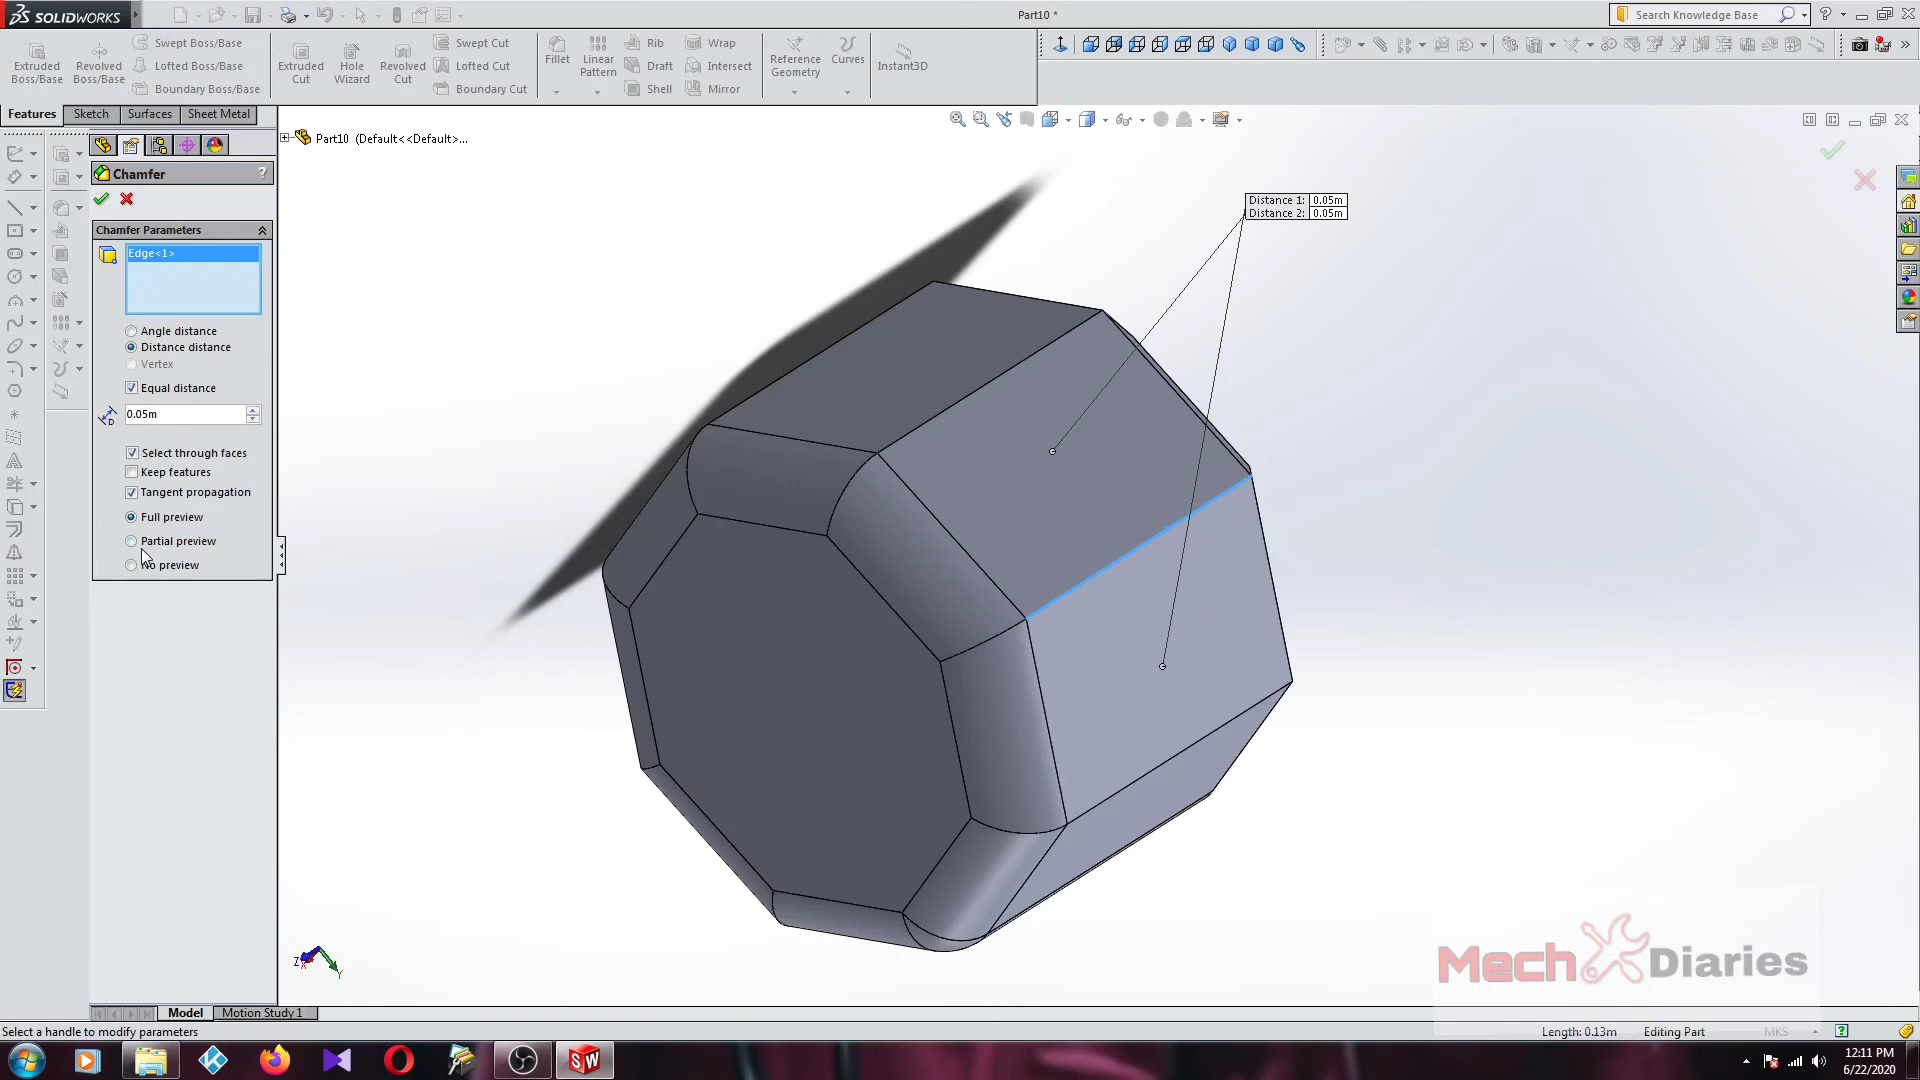 SOLIDWORKS
Part10 *
Search Knowledge Base
Extruded Boss/Base
Revolved Boss/Base
Swept Boss/Base
Lofted Boss/Base
Boundary Boss/Base
Extruded Cut
Hole Wizard
Revolved Cut
Swept Cut
Lofted Cut
Boundary Cut
Fillet
Linear Pattern
Rib
Draft
Shell
Wrap
Intersect
Mirror
Reference Geometry
Curves
Instant3D
Features
Sketch
Surfaces
Sheet Metal
Part10 (Default<<Default>...
Chamfer
?
Chamfer Parameters
Edge<1>
Angle distance
Distance distance
Vertex
Equal distance
D
0.05m
Select through faces
Keep features
Tangent propagation
Full preview
Partial preview
No preview
Distance 1: 0.05m
Distance 2: 0.05m
Z
X
Y
Mech Diaries
Model
Motion Study 1
Select a handle to modify parameters
Length: 0.13m
Editing Part
MKS
?
SW
12:11 PM
6/22/2020